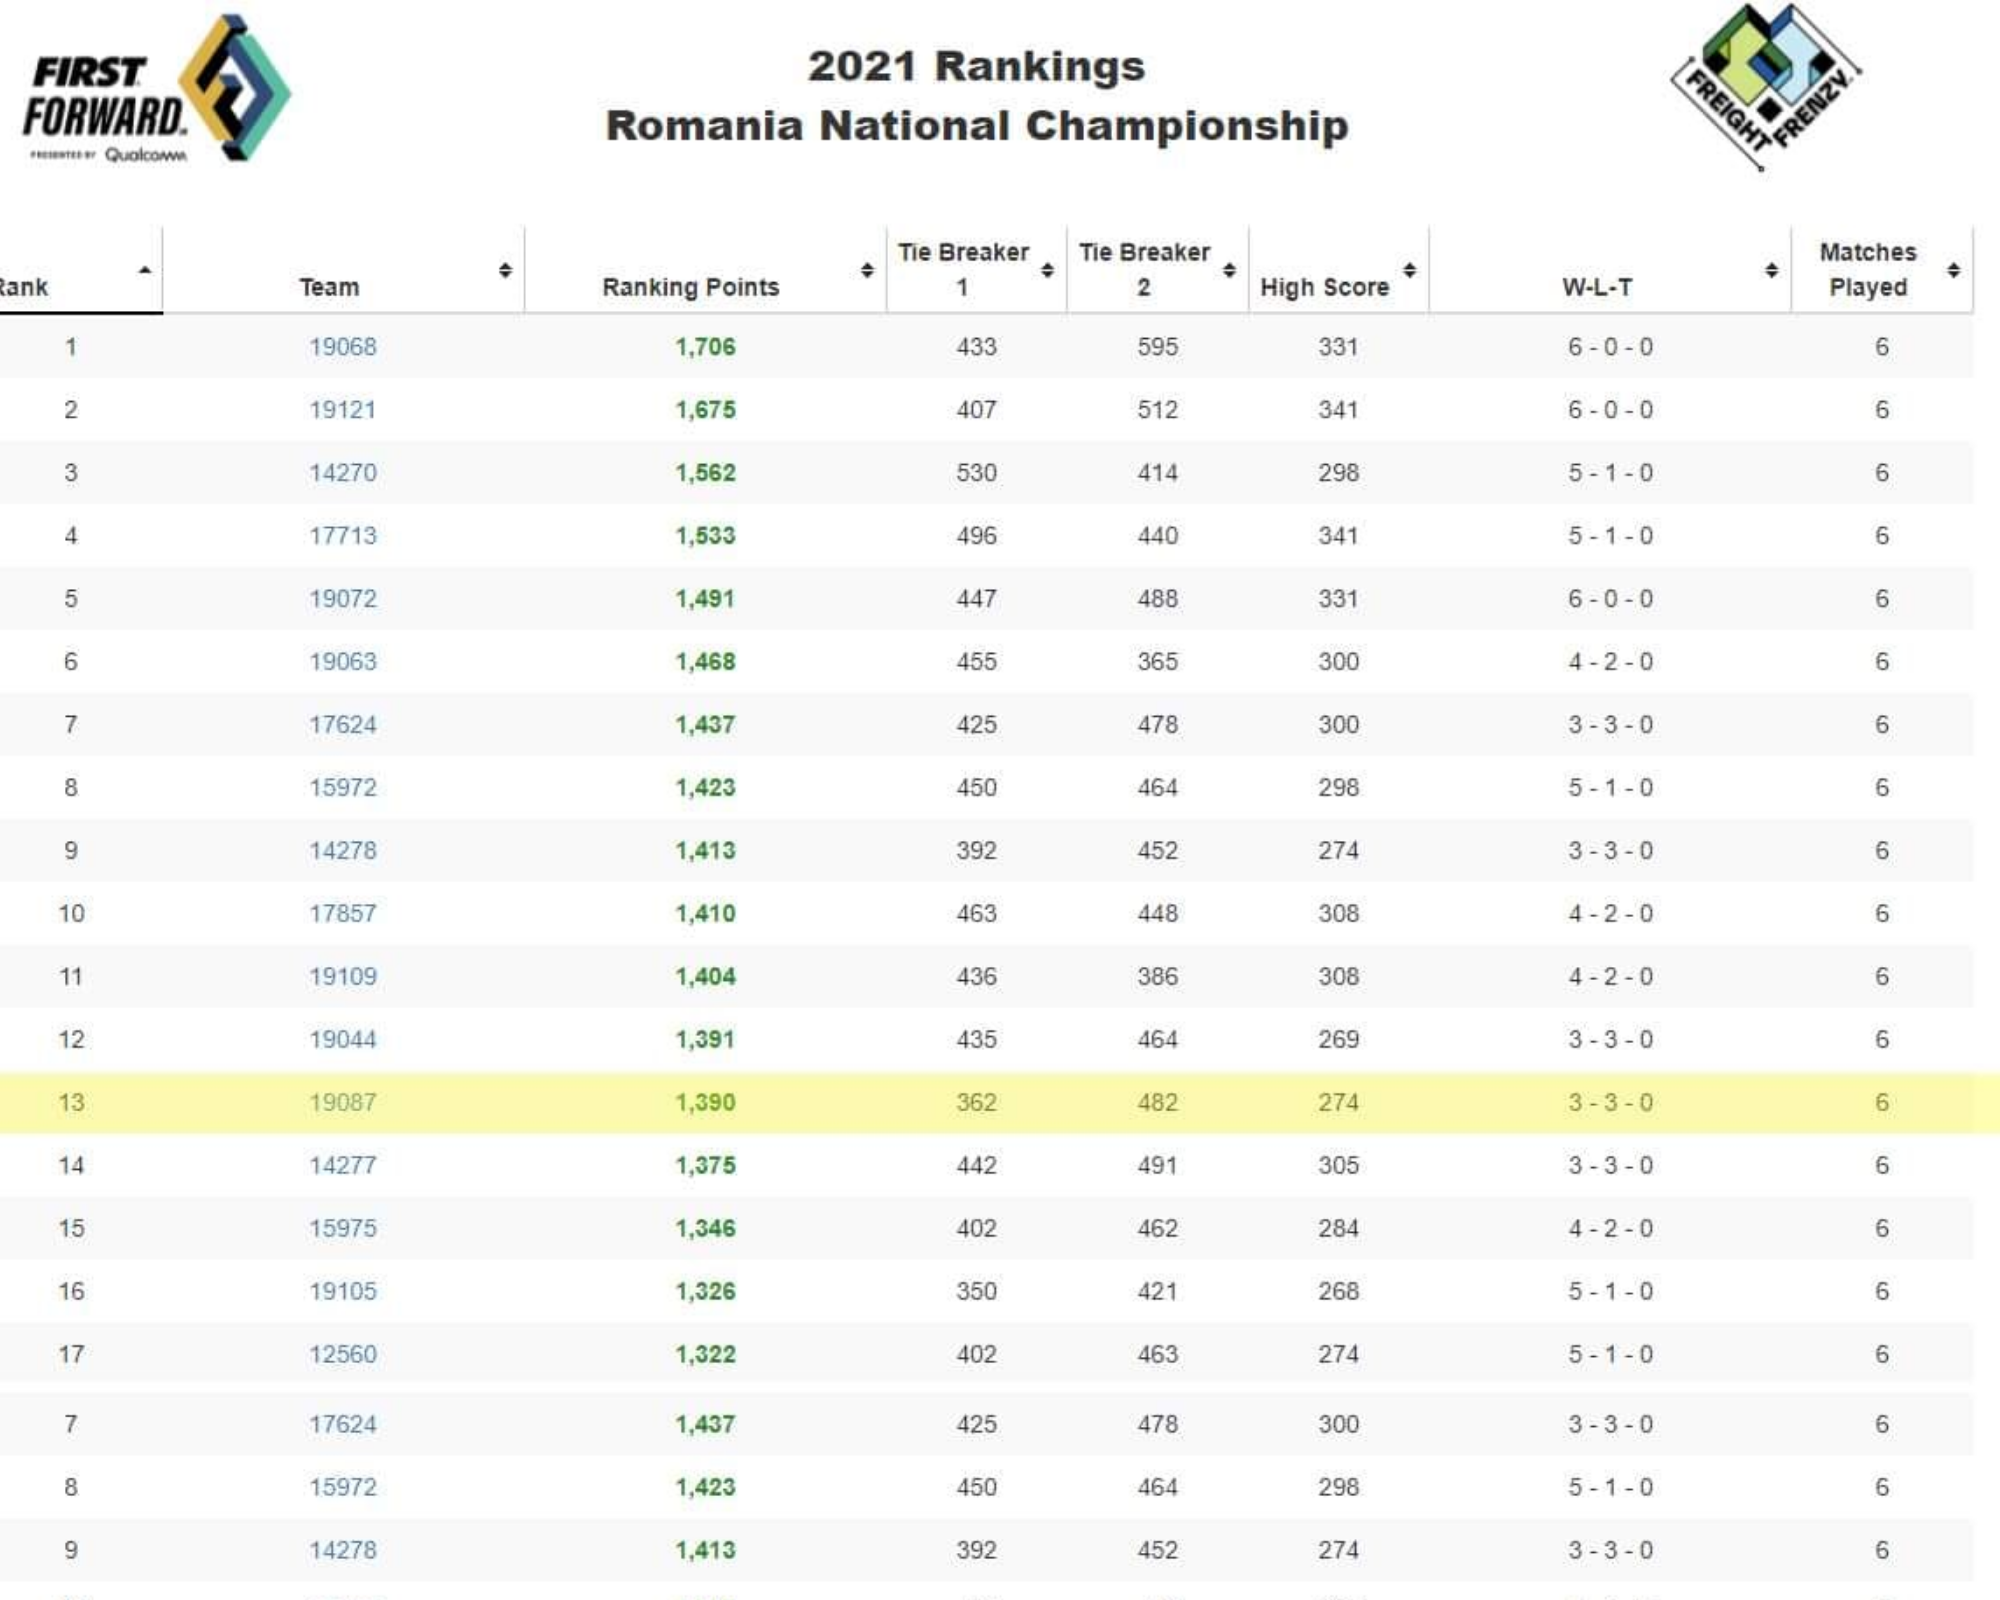 FIRST
FORWARD.
PRESENTED BY Qualcomm
2021 Rankings
Romania National Championship
FREIGHT
FRENZY
Rank Team Ranking Points Tie Breaker 1 Tie Breaker 2 High Score W-L-T Matches Played
1 19068 1,706 433 595 331 6 - 0 - 0 6
2 19121 1,675 407 512 341 6 - 0 - 0 6
3 14270 1,562 530 414 298 5 - 1 - 0 6
4 17713 1,533 496 440 341 5 - 1 - 0 6
5 19072 1,491 447 488 331 6 - 0 - 0 6
6 19063 1,468 455 365 300 4 - 2 - 0 6
7 17624 1,437 425 478 300 3 - 3 - 0 6
8 15972 1,423 450 464 298 5 - 1 - 0 6
9 14278 1,413 392 452 274 3 - 3 - 0 6
10 17857 1,410 463 448 308 4 - 2 - 0 6
11 19109 1,404 436 386 308 4 - 2 - 0 6
12 19044 1,391 435 464 269 3 - 3 - 0 6
13 19087 1,390 362 482 274 3 - 3 - 0 6
14 14277 1,375 442 491 305 3 - 3 - 0 6
15 15975 1,346 402 462 284 4 - 2 - 0 6
16 19105 1,326 350 421 268 5 - 1 - 0 6
17 12560 1,322 402 463 274 5 - 1 - 0 6
7 17624 1,437 425 478 300 3 - 3 - 0 6
8 15972 1,423 450 464 298 5 - 1 - 0 6
9 14278 1,413 392 452 274 3 - 3 - 0 6